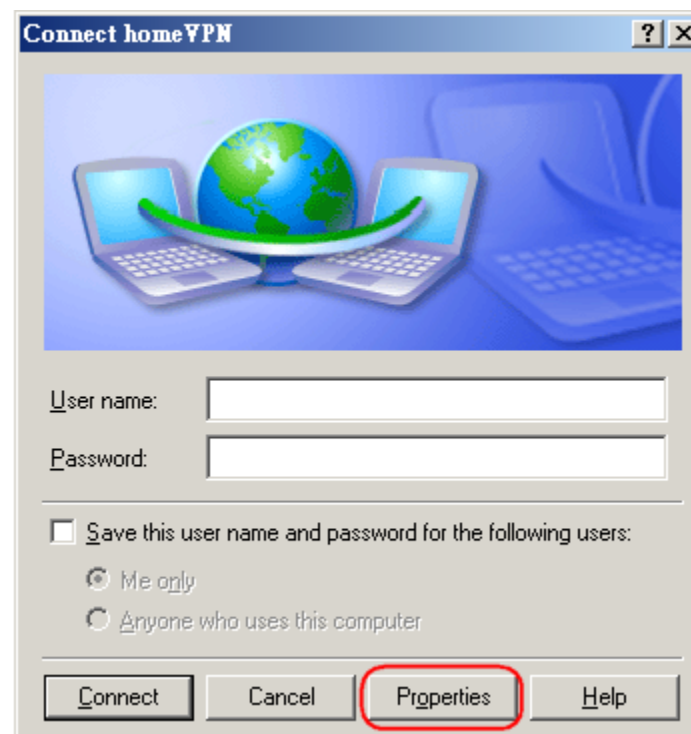 Connect homeVPN
User name:
Password:
Save this user name and password for the following users:
Me only
Anyone who uses this computer
Connect Cancel Properties Help